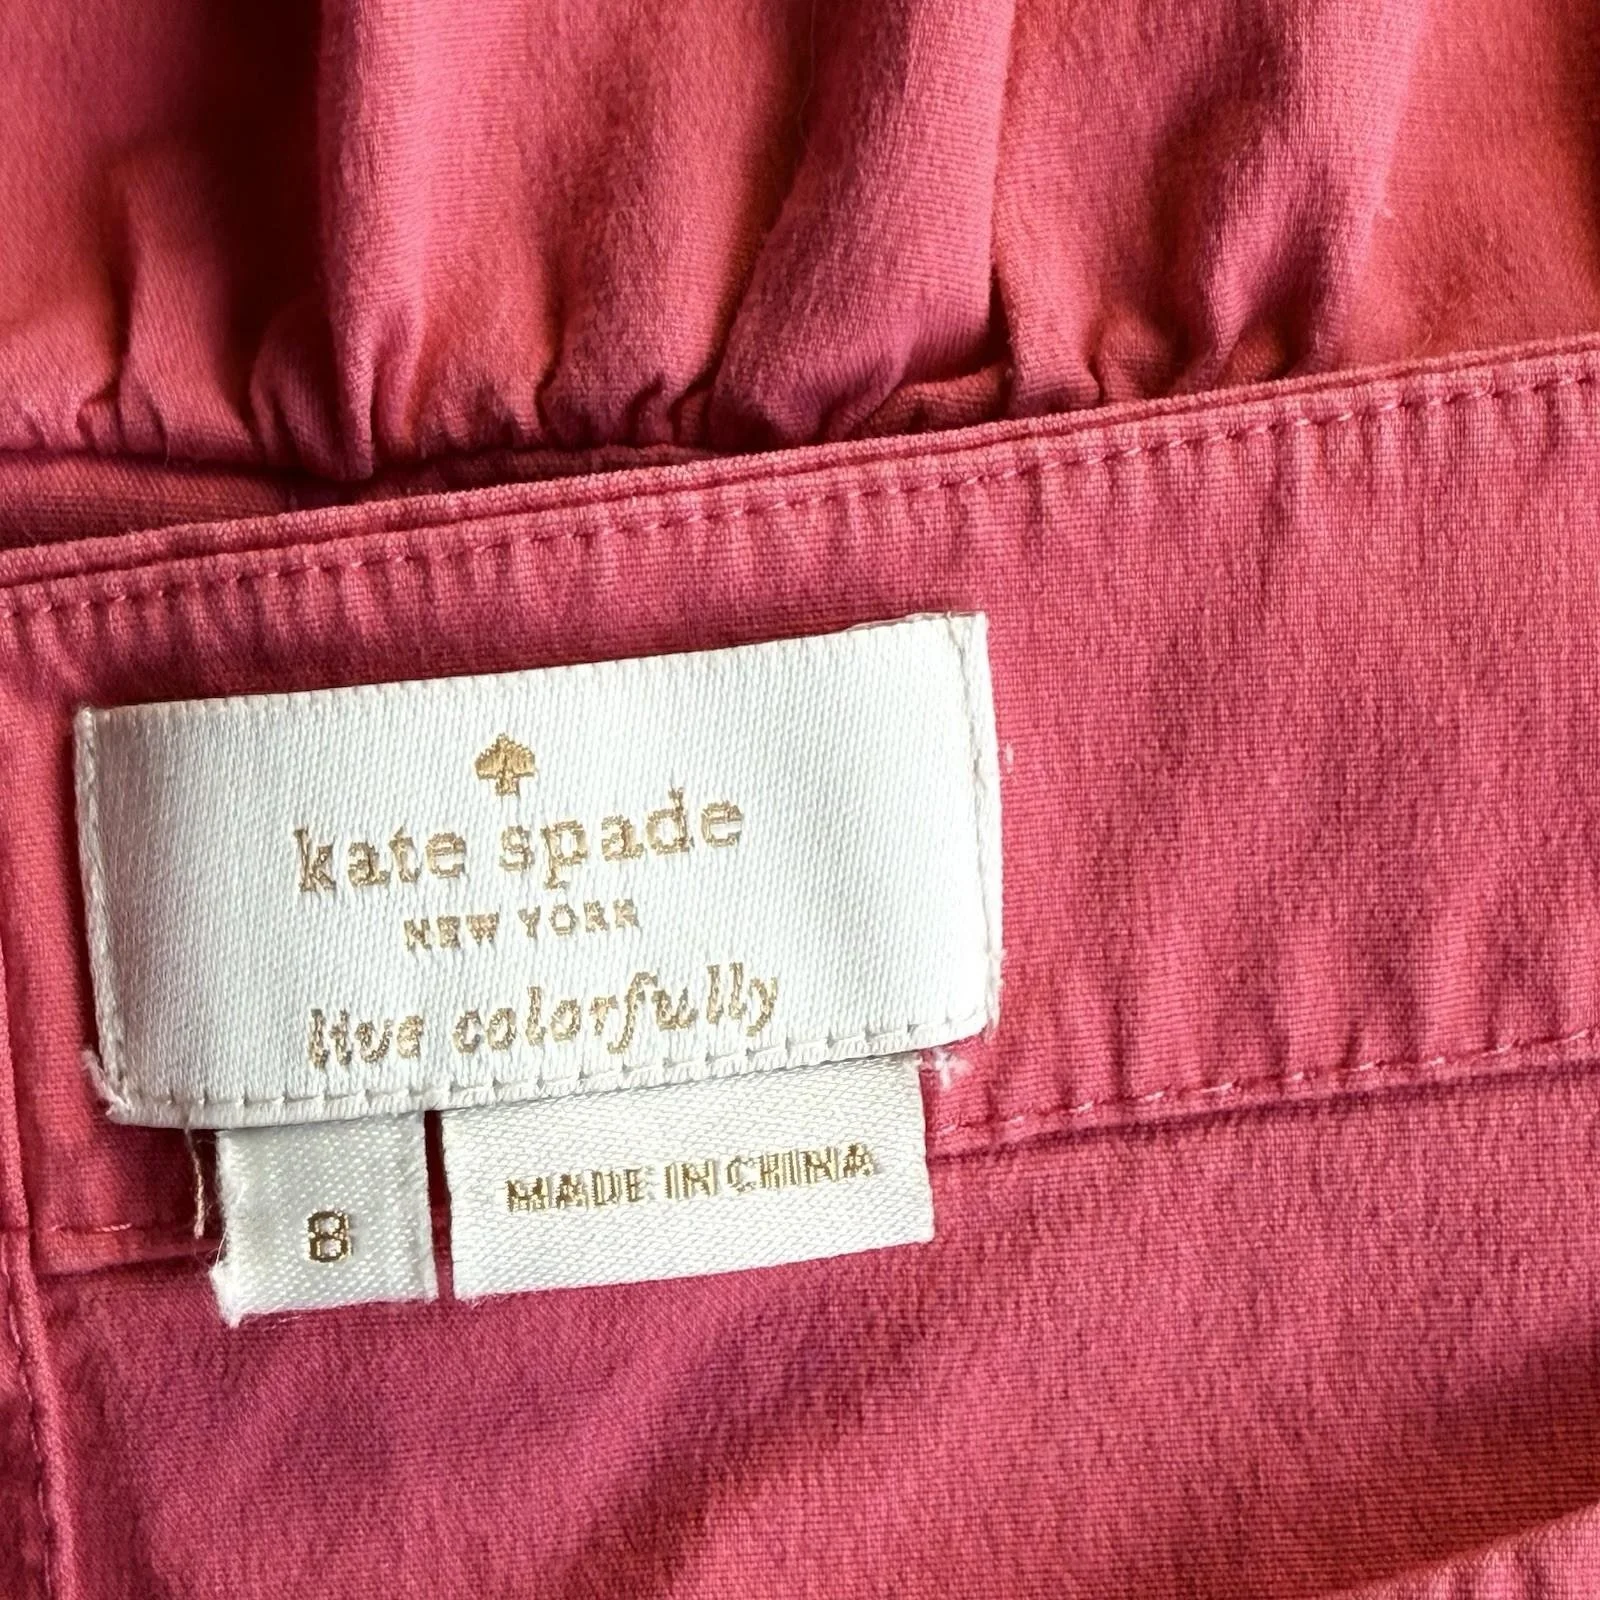 kate spade
NEW YORK
live colorfully
8
MADE IN CHINA